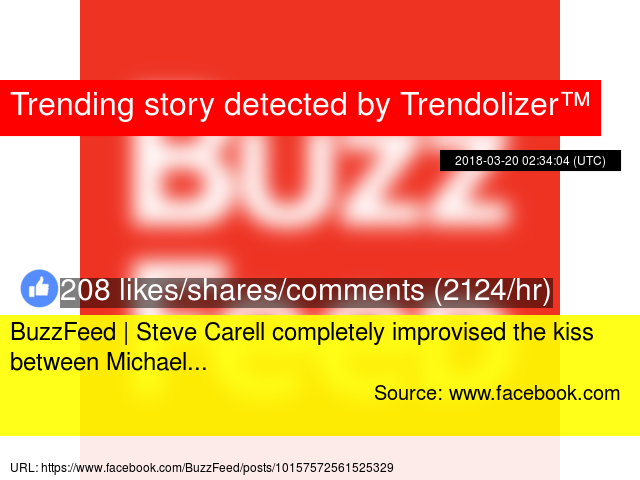 Trending story detected by Trendolizer™
Buzz
Feed
2018-03-20 02:34:04 (UTC)
208 likes/shares/comments (2124/hr)
BuzzFeed | Steve Carell completely improvised the kiss
between Michael...
Source: www.facebook.com
URL: https://www.facebook.com/BuzzFeed/posts/10157572561525329